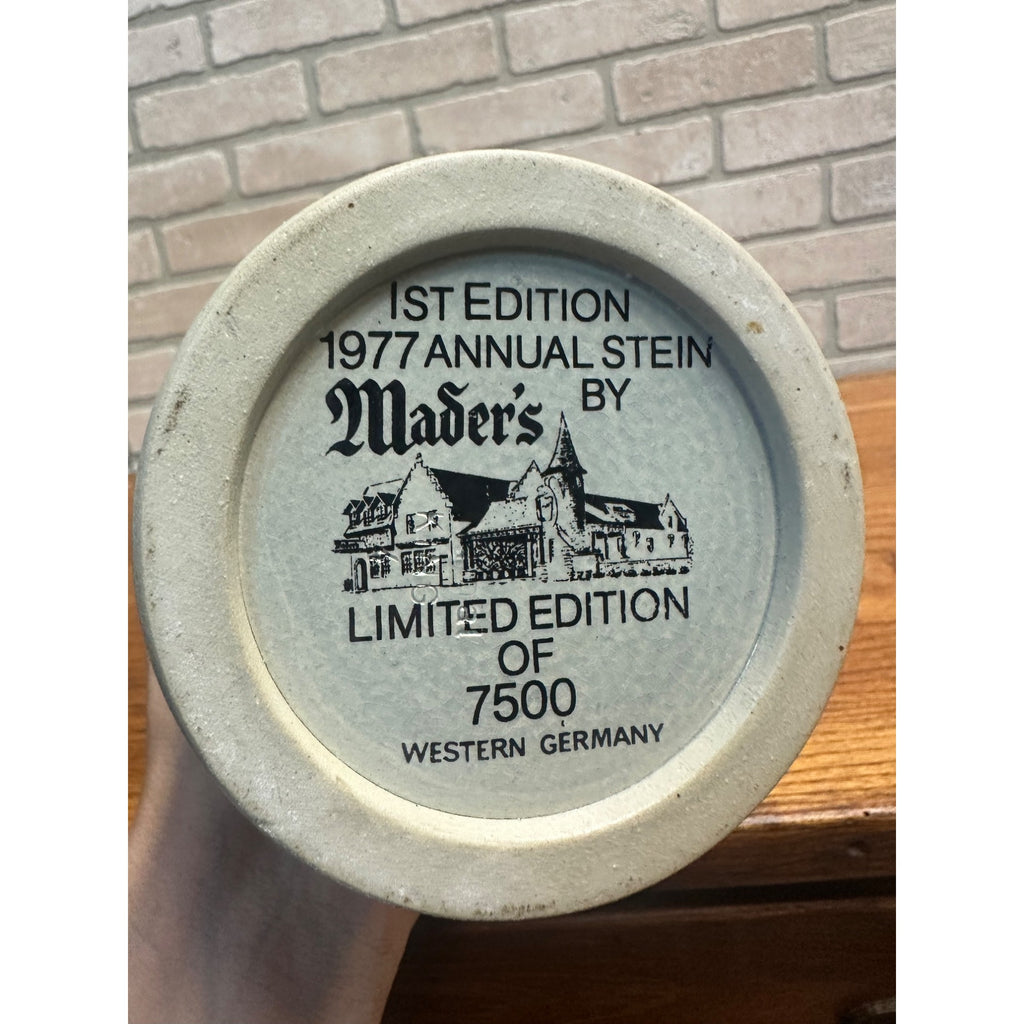 1ST EDITION
1977 ANNUAL STEIN
BY
Mader's
LIMITED EDITION
OF
7500
WESTERN GERMANY